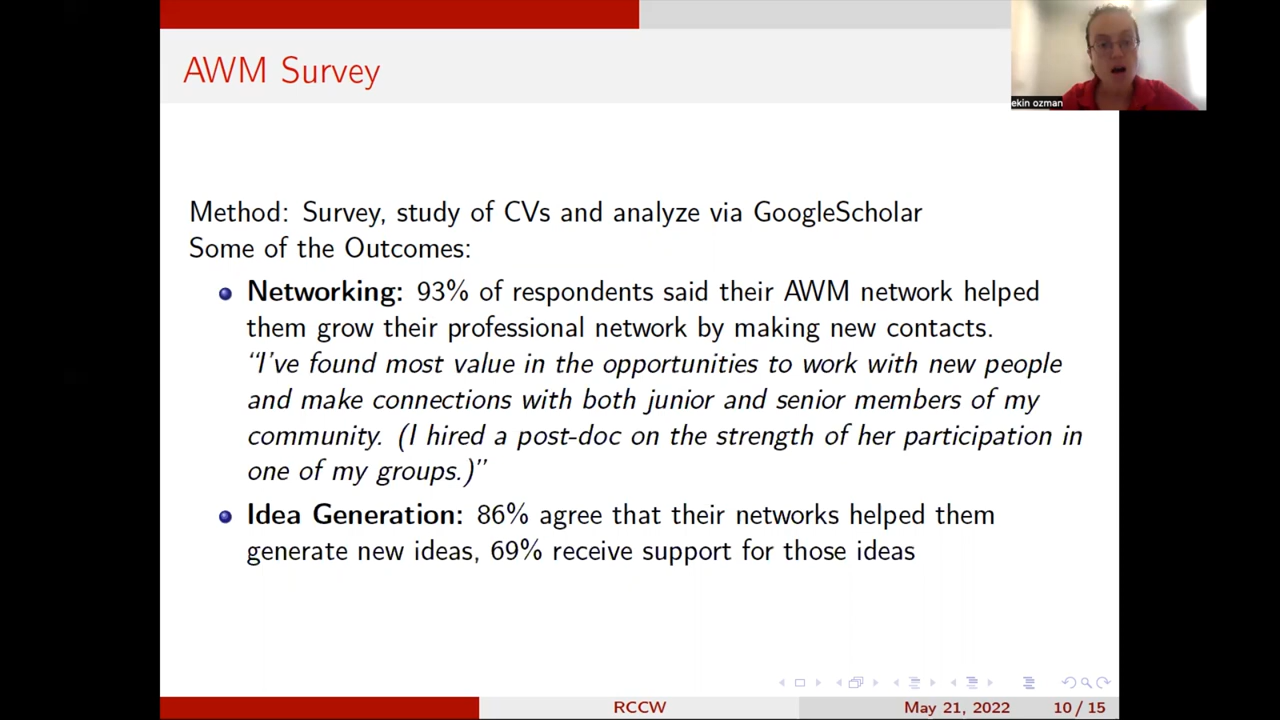 AWM Survey
ekin ozman
Method: Survey, study of CVs and analyze via GoogleScholar
Some of the Outcomes:
Networking: 93% of respondents said their AWM network helped
them grow their professional network by making new contacts.
“I’ve found most value in the opportunities to work with new people
and make connections with both junior and senior members of my
community. (I hired a post-doc on the strength of her participation in
one of my groups.)”
Idea Generation: 86% agree that their networks helped them
generate new ideas, 69% receive support for those ideas
RCCW May 21, 2022 10 / 15